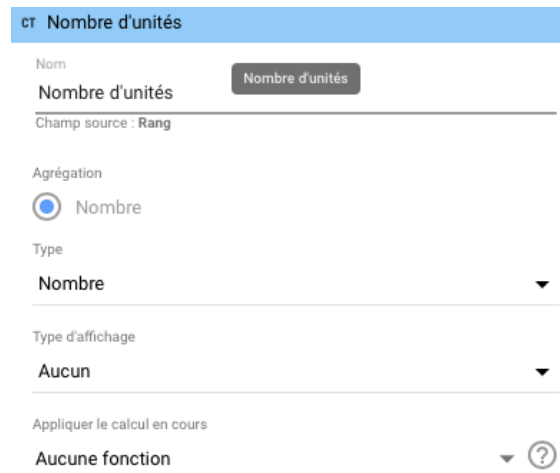 CT Nombre d'unités
Nom
Nombre d'unités
Nombre d'unités
Champ source : Rang
Agrégation
Nombre
Type
Nombre
Type d'affichage
Aucun
Appliquer le calcul en cours
Aucune fonction ?